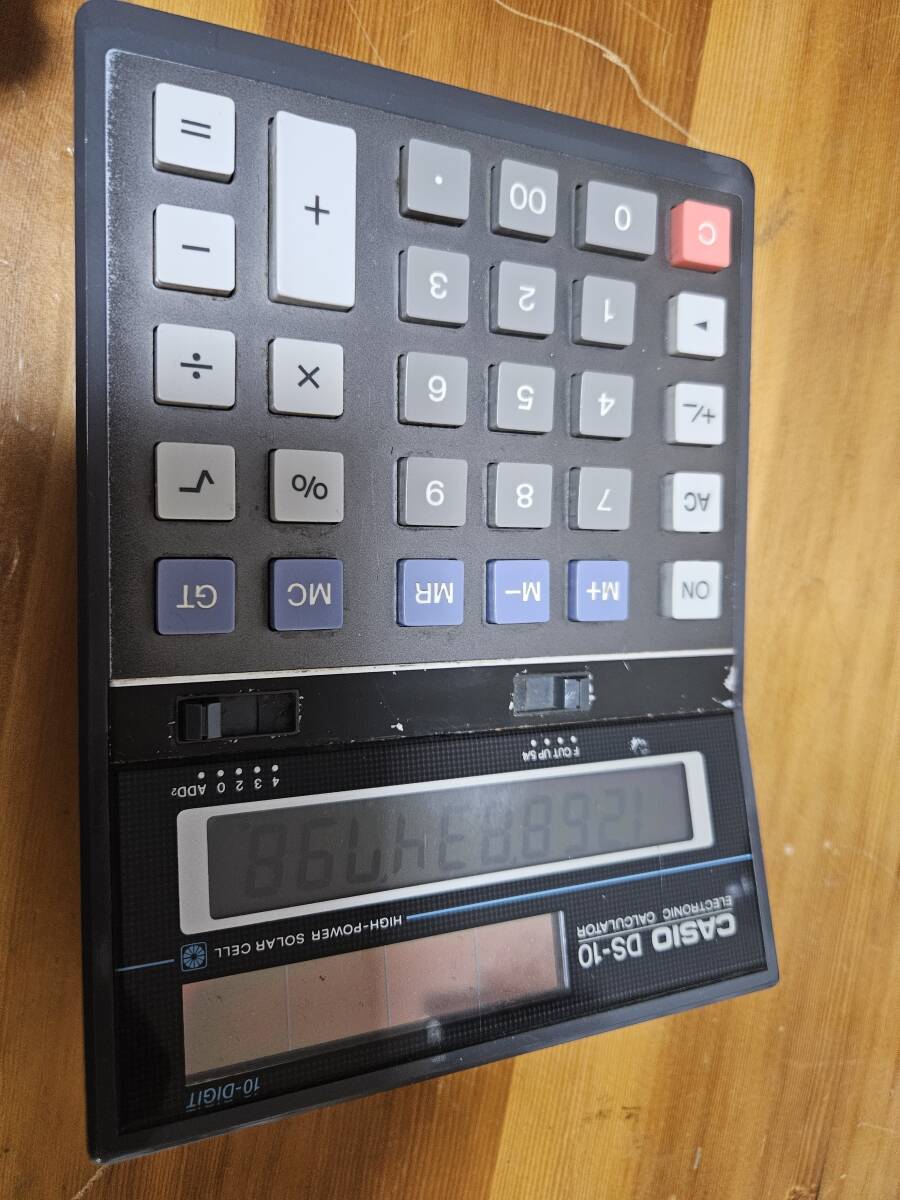 10-DIGIT
CASIO DS-10
ELECTRONIC CALCULATOR
HIGH-POWER SOLAR CELL
F CUT UP 5/4
4 3 2 0 ADD₂
ON M+ M− MR MC GT
AC 7 8 9 % √
+/− 4 5 6 × ÷
▶ 1 2 3 + −
C 0 00 · =